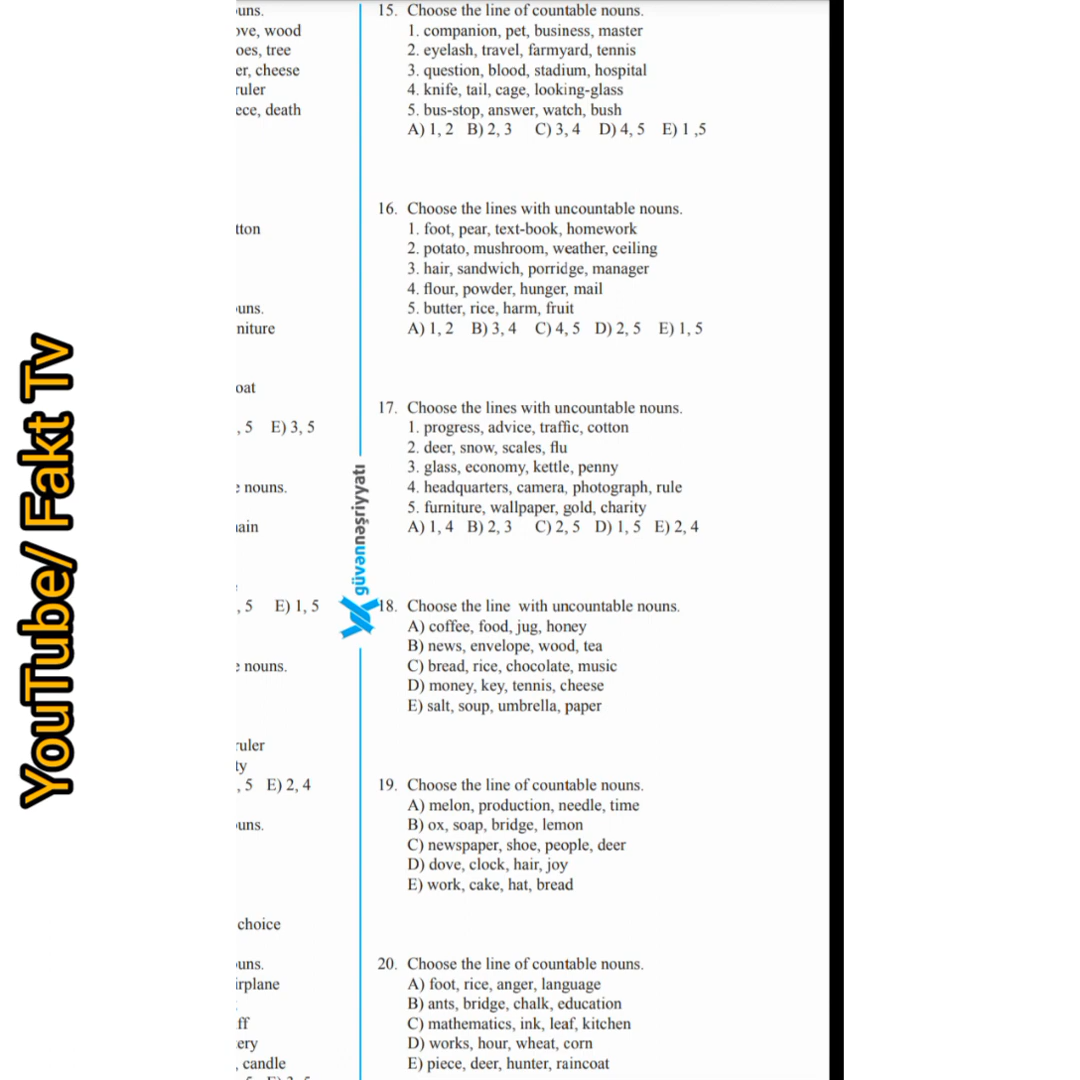 YouTube/ Fakt Tv
uns.
ove, wood
oes, tree
er, cheese
ruler
ece, death
tton
uns.
niture
oat
, 5 E) 3, 5
e nouns.
ain
, 5 E) 1, 5
e nouns.
ruler
ty
, 5 E) 2, 4
uns.
choice
uns.
irplane
ff
ery
, candle
güvənnəşriyyatı
15. Choose the line of countable nouns.
1. companion, pet, business, master
2. eyelash, travel, farmyard, tennis
3. question, blood, stadium, hospital
4. knife, tail, cage, looking-glass
5. bus-stop, answer, watch, bush
A) 1, 2 B) 2, 3 C) 3, 4 D) 4, 5 E) 1 ,5
16. Choose the lines with uncountable nouns.
1. foot, pear, text-book, homework
2. potato, mushroom, weather, ceiling
3. hair, sandwich, porridge, manager
4. flour, powder, hunger, mail
5. butter, rice, harm, fruit
A) 1, 2 B) 3, 4 C) 4, 5 D) 2, 5 E) 1, 5
17. Choose the lines with uncountable nouns.
1. progress, advice, traffic, cotton
2. deer, snow, scales, flu
3. glass, economy, kettle, penny
4. headquarters, camera, photograph, rule
5. furniture, wallpaper, gold, charity
A) 1, 4 B) 2, 3 C) 2, 5 D) 1, 5 E) 2, 4
18. Choose the line with uncountable nouns.
A) coffee, food, jug, honey
B) news, envelope, wood, tea
C) bread, rice, chocolate, music
D) money, key, tennis, cheese
E) salt, soup, umbrella, paper
19. Choose the line of countable nouns.
A) melon, production, needle, time
B) ox, soap, bridge, lemon
C) newspaper, shoe, people, deer
D) dove, clock, hair, joy
E) work, cake, hat, bread
20. Choose the line of countable nouns.
A) foot, rice, anger, language
B) ants, bridge, chalk, education
C) mathematics, ink, leaf, kitchen
D) works, hour, wheat, corn
E) piece, deer, hunter, raincoat